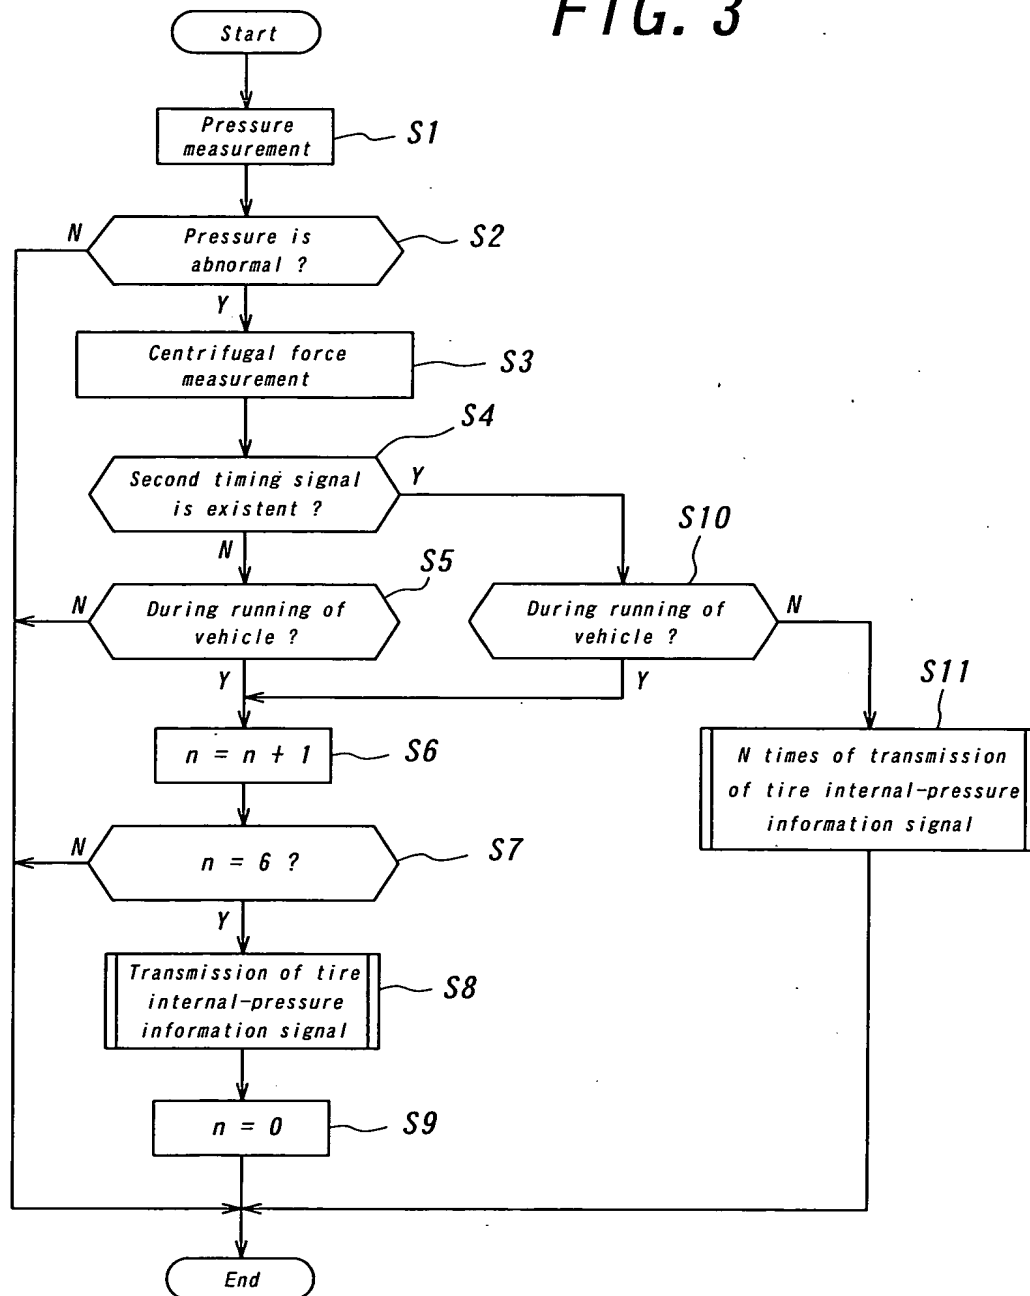 FIG. 3
Start
Pressure
measurement
S1
N
Pressure is
abnormal ?
S2
Y
Centrifugal force
measurement
S3
S4
Second timing signal
is existent ?
Y
N
S5
S10
N
During running of
vehicle ?
During running of
vehicle ?
N
Y
Y
S11
n = n + 1
S6
N times of transmission
of tire internal-pressure
information signal
N
n = 6 ?
S7
Y
Transmission of tire
internal-pressure
information signal
S8
n = 0
S9
End